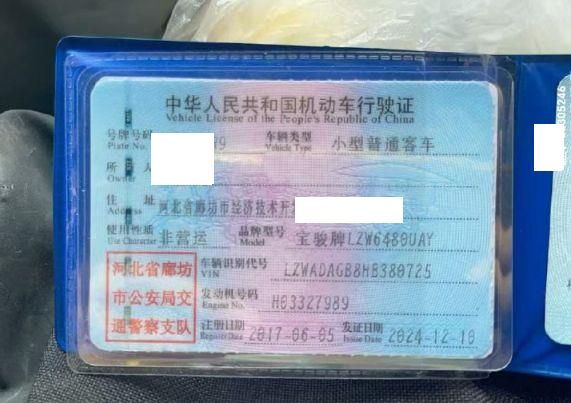 中华人民共和国机动车行驶证
Vehicle License of the People's Republic of China
号牌号码 9 车辆类型 小型普通客车
Plate No. Vehicle Type
所 人
Owner
住 址 河北省廊坊市经济技术开
Address
使用性质 非营运 品牌型号 宝骏牌LZW6480UAY
Use Character Model
河北省廊坊
市公安局交
通警察支队
车辆识别代号 LZWADAGB8HB380725
VIN
发动机号码 H03327989
Engine No.
注册日期 2017-06-05 发证日期 2024-12-10
Register Date Issue Date
05246